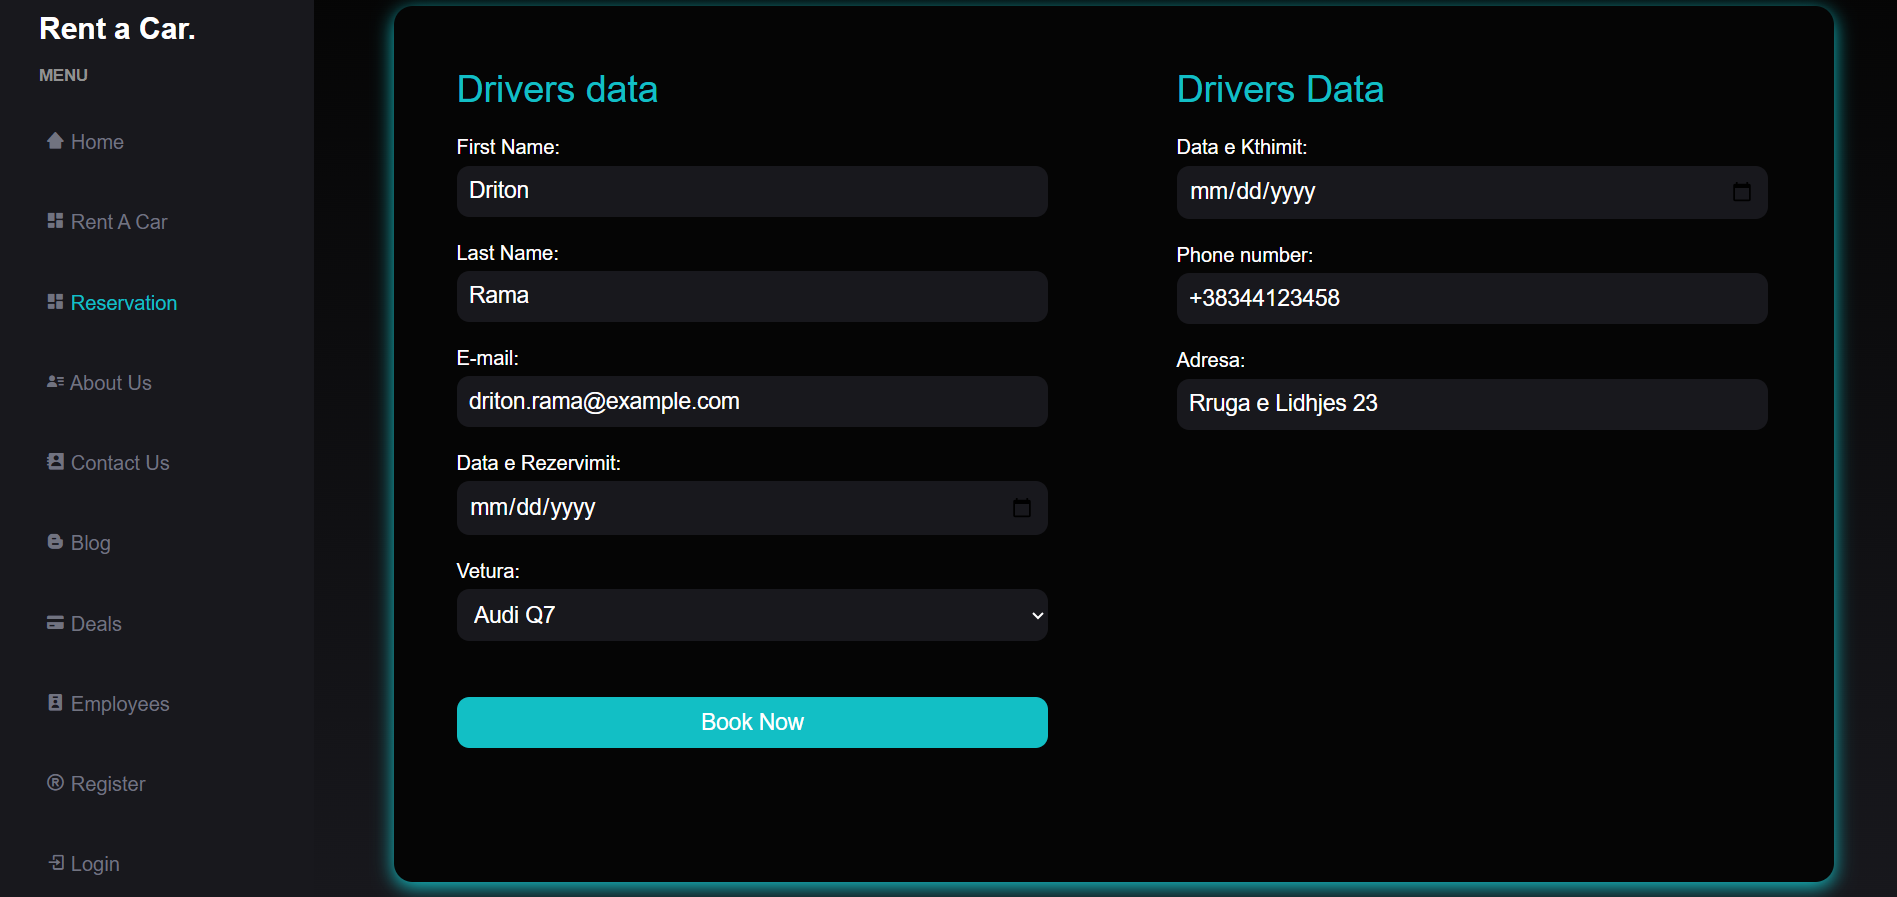 Rent a Car.
MENU
Home
Rent A Car
Reservation
About Us
Contact Us
Blog
Deals
Employees
Register
Login
Drivers data
First Name:
Driton
Last Name:
Rama
E-mail:
driton.rama@example.com
Data e Rezervimit:
mm/dd/yyyy
Vetura:
Audi Q7
Book Now
Drivers Data
Data e Kthimit:
mm/dd/yyyy
Phone number:
+38344123458
Adresa:
Rruga e Lidhjes 23